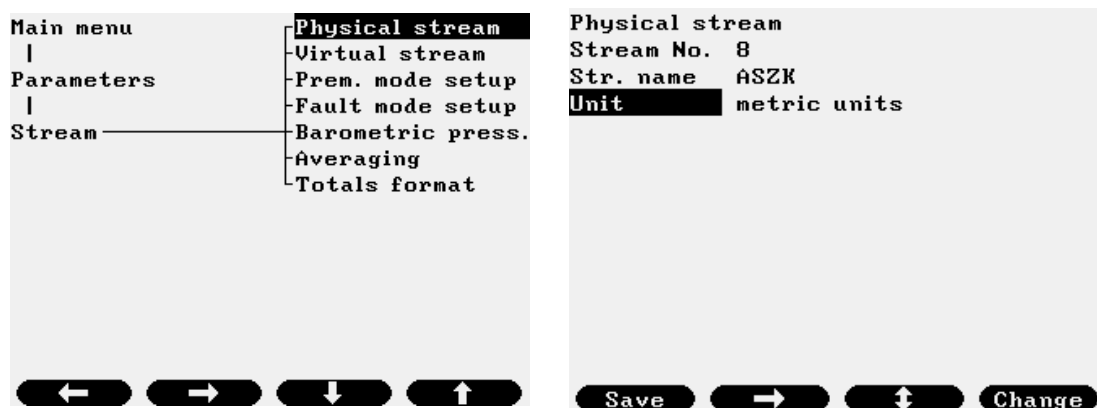 Main menu
Parameters
Stream
Physical stream
Virtual stream
Prem. mode setup
Fault mode setup
Barometric press.
Averaging
Totals format
Physical stream
Stream No. 8
Str. name ASZK
Unit metric units
Save
Change